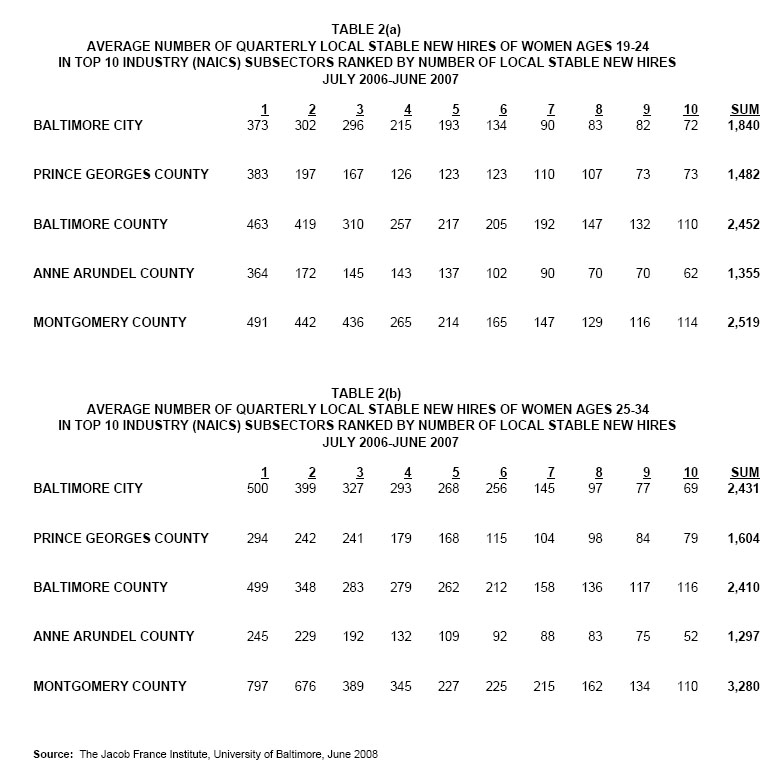 TABLE 2(a)
AVERAGE NUMBER OF QUARTERLY LOCAL STABLE NEW HIRES OF WOMEN AGES 19-24
IN TOP 10 INDUSTRY (NAICS) SUBSECTORS RANKED BY NUMBER OF LOCAL STABLE NEW HIRES
JULY 2006-JUNE 2007
1 2 3 4 5 6 7 8 9 10 SUM
BALTIMORE CITY 373 302 296 215 193 134 90 83 82 72 1,840
PRINCE GEORGES COUNTY 383 197 167 126 123 123 110 107 73 73 1,482
BALTIMORE COUNTY 463 419 310 257 217 205 192 147 132 110 2,452
ANNE ARUNDEL COUNTY 364 172 145 143 137 102 90 70 70 62 1,355
MONTGOMERY COUNTY 491 442 436 265 214 165 147 129 116 114 2,519
TABLE 2(b)
AVERAGE NUMBER OF QUARTERLY LOCAL STABLE NEW HIRES OF WOMEN AGES 25-34
IN TOP 10 INDUSTRY (NAICS) SUBSECTORS RANKED BY NUMBER OF LOCAL STABLE NEW HIRES
JULY 2006-JUNE 2007
1 2 3 4 5 6 7 8 9 10 SUM
BALTIMORE CITY 500 399 327 293 268 256 145 97 77 69 2,431
PRINCE GEORGES COUNTY 294 242 241 179 168 115 104 98 84 79 1,604
BALTIMORE COUNTY 499 348 283 279 262 212 158 136 117 116 2,410
ANNE ARUNDEL COUNTY 245 229 192 132 109 92 88 83 75 52 1,297
MONTGOMERY COUNTY 797 676 389 345 227 225 215 162 134 110 3,280
Source: The Jacob France Institute, University of Baltimore, June 2008